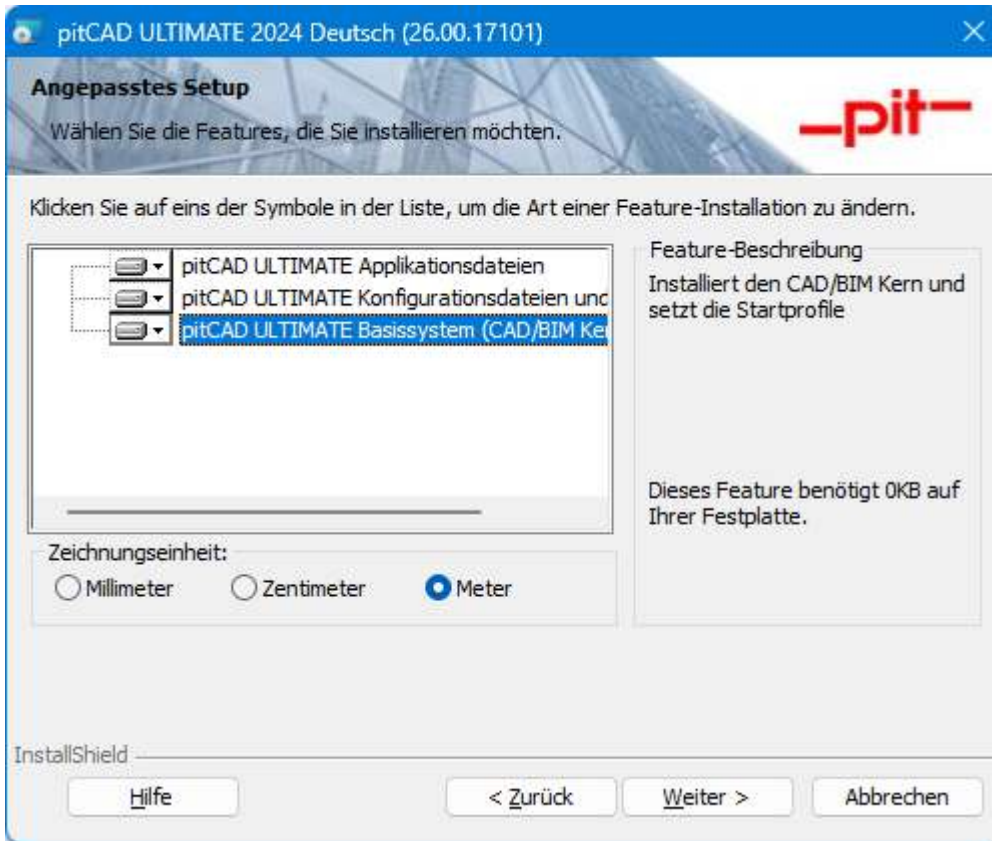 pitCAD ULTIMATE 2024 Deutsch (26.00.17101)
Angepasstes Setup
Wählen Sie die Features, die Sie installieren möchten.
pit
Klicken Sie auf eins der Symbole in der Liste, um die Art einer Feature-Installation zu ändern.
pitCAD ULTIMATE Applikationsdateien
pitCAD ULTIMATE Konfigurationsdateien und
pitCAD ULTIMATE Basissystem (CAD/BIM Ke
Feature-Beschreibung
Installiert den CAD/BIM Kern und
setzt die Startprofile
Dieses Feature benötigt 0KB auf
Ihrer Festplatte.
Zeichnungseinheit:
Millimeter Zentimeter Meter
InstallShield
Hilfe < Zurück Weiter > Abbrechen